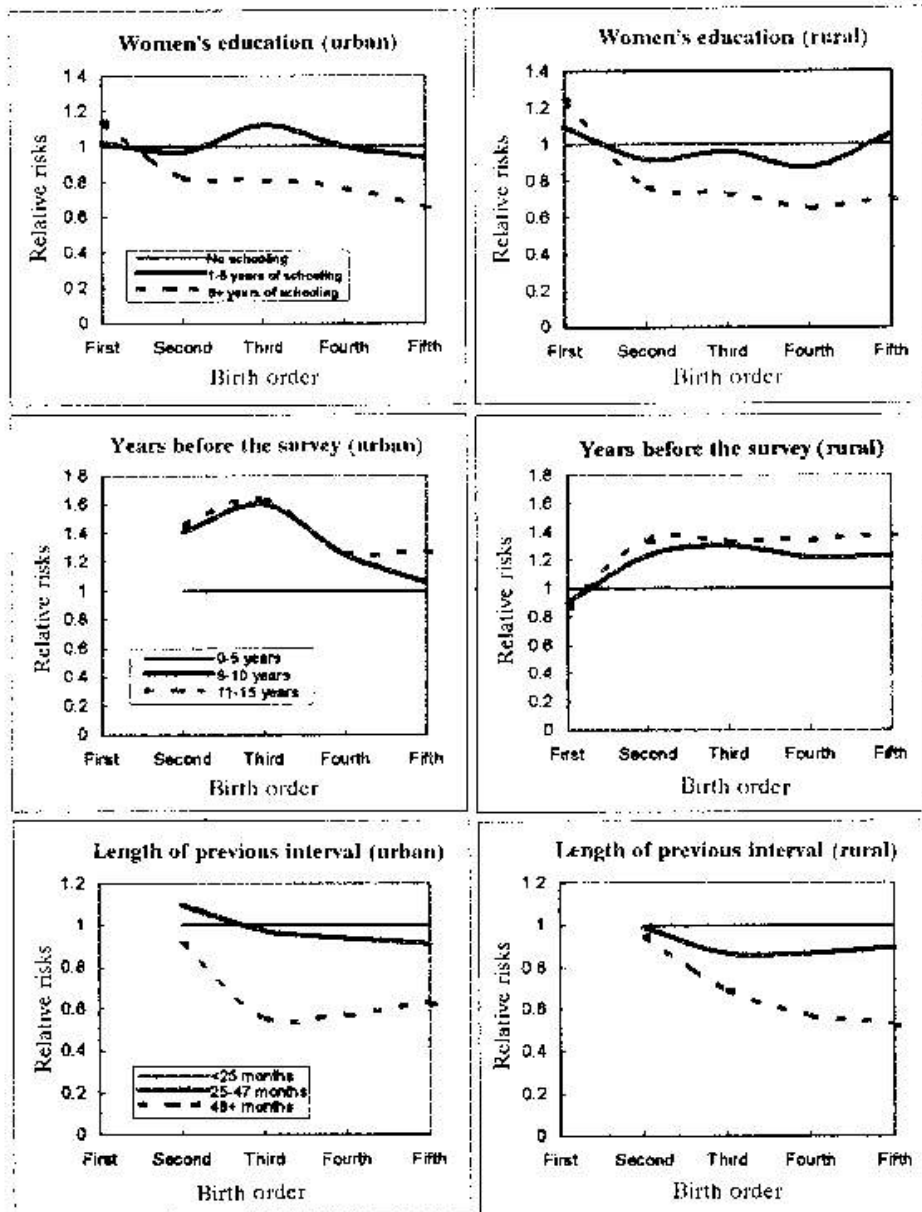 Women's education (urban)
1.4
1.2
1
0.8
0.6
0.4
0.2
0
Relative risks
No schooling
1-5 years of schooling
6+ years of schooling
First Second Third Fourth Fifth
Birth order
Women's education (rural)
1.4
1.2
1
0.8
0.6
0.4
0.2
0
Relative risks
First Second Third Fourth Fifth
Birth order
Years before the survey (urban)
1.8
1.6
1.4
1.2
1
0.8
0.6
0.4
0.2
0
Relative risks
0-5 years
6-10 years
11-15 years
First Second Third Fourth Fifth
Birth order
Years before the survey (rural)
1.8
1.6
1.4
1.2
1
0.8
0.6
0.4
0.2
0
Relative risks
First Second Third Fourth Fifth
Birth order
Length of previous interval (urban)
1.2
1
0.8
0.6
0.4
0.2
0
Relative risks
<25 months
25-47 months
48+ months
First Second Third Fourth Fifth
Birth order
Length of previous interval (rural)
1.2
1
0.8
0.6
0.4
0.2
0
Relative risks
First Second Third Fourth Fifth
Birth order